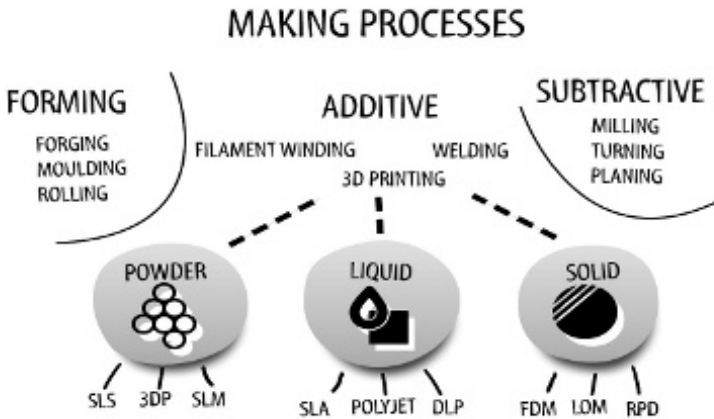 MAKING PROCESSES
FORMING
FORGING
MOULDING
ROLLING
ADDITIVE
FILAMENT WINDING
WELDING
3D PRINTING
SUBTRACTIVE
MILLING
TURNING
PLANING
POWDER
LIQUID
SOLID
SLS 3DP SLM
SLA POLYJET DLP
FDM LOM RPD